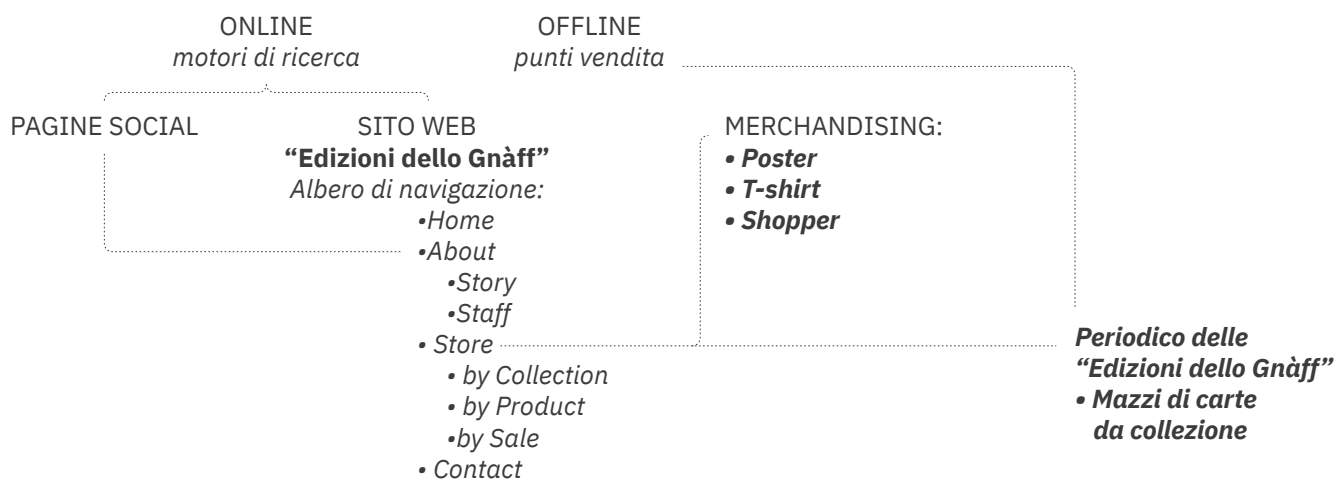 ONLINE
motori di ricerca
OFFLINE
punti vendita
PAGINE SOCIAL
SITO WEB
“Edizioni dello Gnàff”
Albero di navigazione:
•Home
•About
•Story
•Staff
• Store
• by Collection
• by Product
•by Sale
• Contact
MERCHANDISING:
• Poster
• T-shirt
• Shopper
Periodico delle
“Edizioni dello Gnàff”
• Mazzi di carte
da collezione